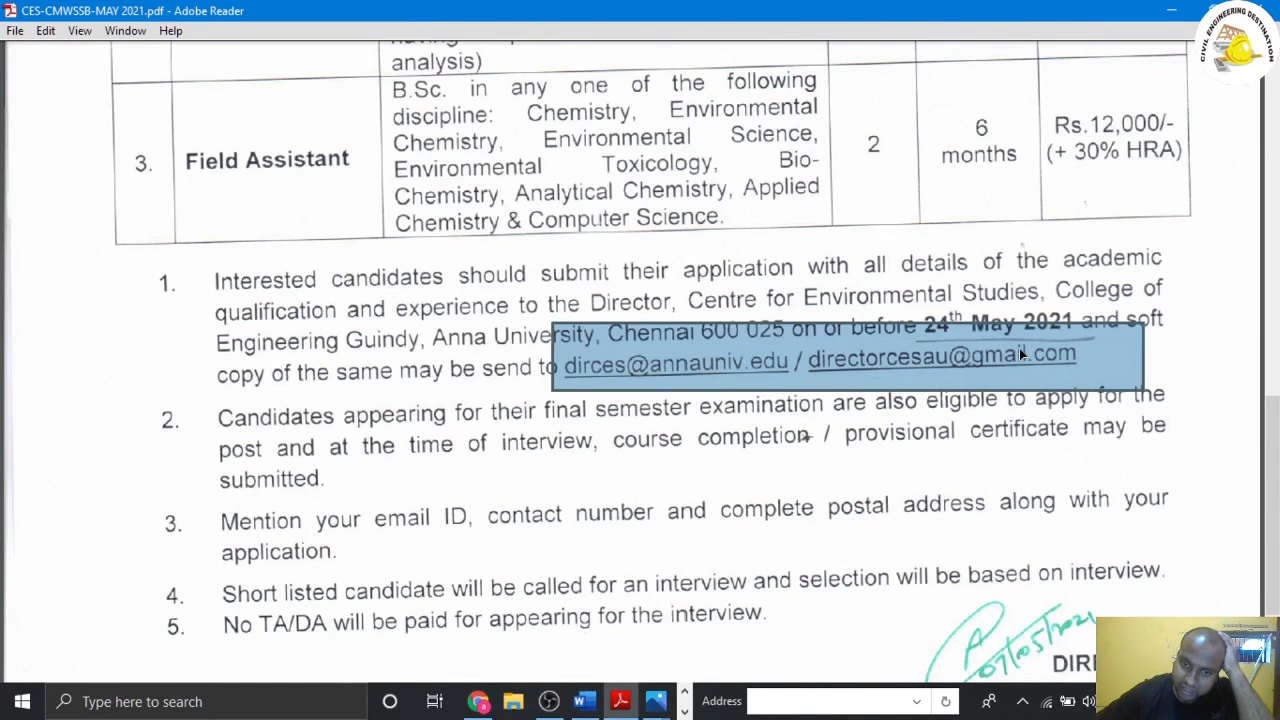 CES-CMWSSB-MAY 2021.pdf - Adobe Reader
CIVIL ENGINEERING DESTINATION
File Edit View Window Help
analysis)
3. Field Assistant
B.Sc. in any one of the following
discipline: Chemistry, Environmental
Chemistry, Environmental Science,
Environmental Toxicology, Bio-
Chemistry, Analytical Chemistry, Applied
Chemistry & Computer Science.
2
6
months
Rs.12,000/-
(+ 30% HRA)
1. Interested candidates should submit their application with all details of the academic
qualification and experience to the Director, Centre for Environmental Studies, College of
Engineering Guindy, Anna University, Chennai 600 025 on or before 24th May 2021 and soft
copy of the same may be send to dirces@annauniv.edu / directorcesau@gmail.com
2. Candidates appearing for their final semester examination are also eligible to apply for the
post and at the time of interview, course completion / provisional certificate may be
submitted.
3. Mention your email ID, contact number and complete postal address along with your
application.
4. Short listed candidate will be called for an interview and selection will be based on interview.
5. No TA/DA will be paid for appearing for the interview.
07/05/2021
DIRE
Type here to search
Address